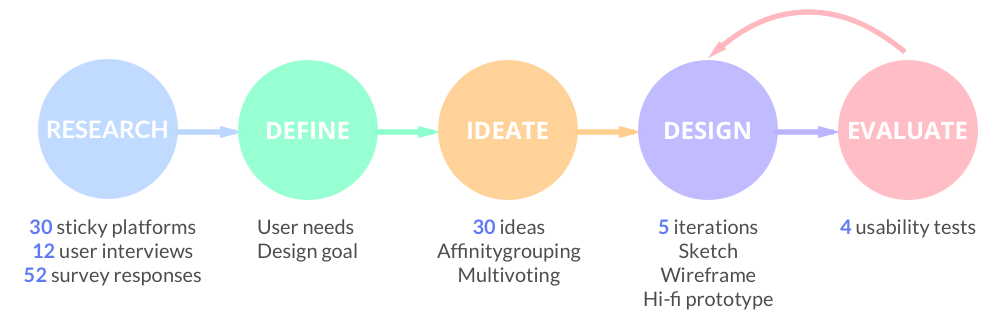 RESEARCH
DEFINE
IDEATE
DESIGN
EVALUATE
30 sticky platforms
12 user interviews
52 survey responses
User needs
Design goal
30 ideas
Affinitygrouping
Multivoting
5 iterations
Sketch
Wireframe
Hi-fi prototype
4 usability tests